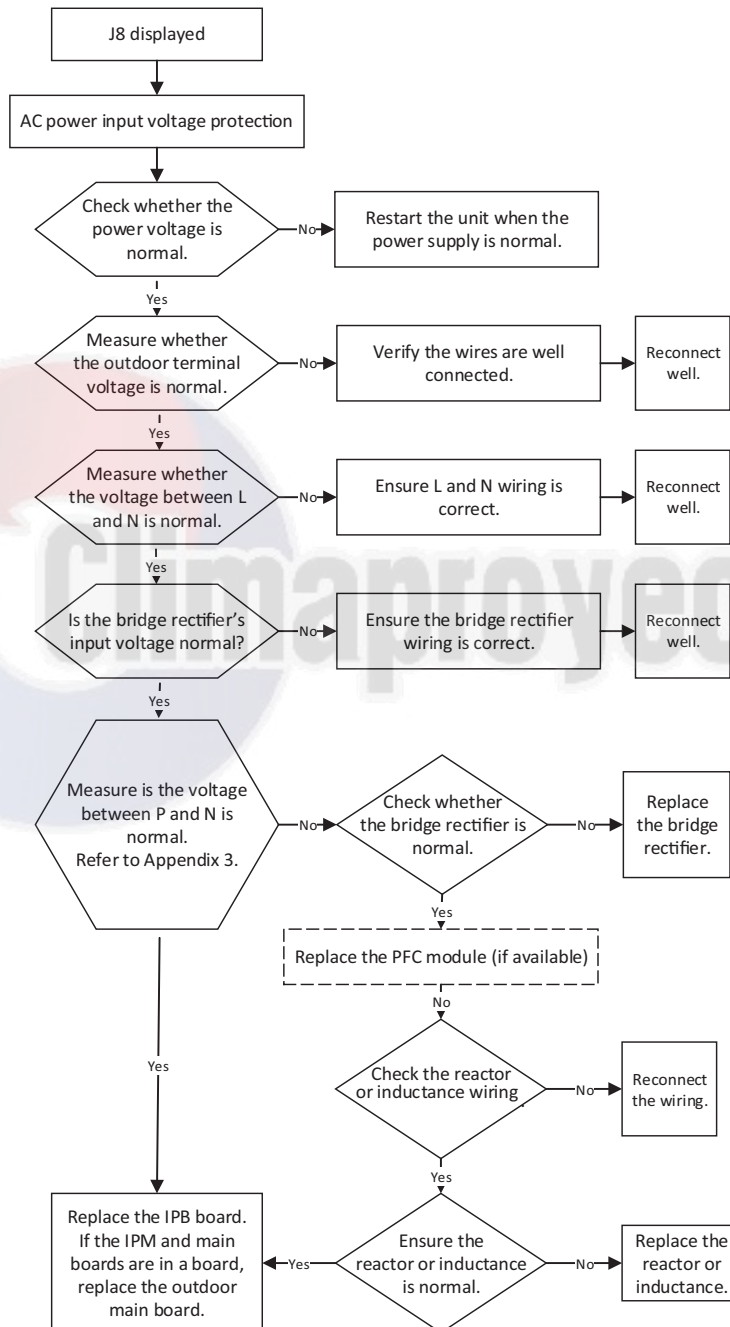 J8 displayed
AC power input voltage protection
Check whether the
power voltage is
normal.
No
Restart the unit when the
power supply is normal.
Yes
Measure whether
the outdoor terminal
voltage is normal.
No
Verify the wires are well
connected.
Reconnect
well.
Yes
Measure whether
the voltage between L
and N is normal.
No
Ensure L and N wiring is
correct.
Reconnect
well.
Yes
Is the bridge rectifier's
input voltage normal?
No
Ensure the bridge rectifier
wiring is correct.
Reconnect
well.
Climaproyec
Yes
Measure is the voltage
between P and N is
normal.
Refer to Appendix 3.
No
Check whether
the bridge rectifier is
normal.
No
Replace
the bridge
rectifier.
Yes
Replace the PFC module (if available)
No
Check the reactor
or inductance wiring.
No
Reconnect
the wiring.
Yes
Yes
Ensure the
reactor or inductance
is normal.
No
Replace the
reactor or
inductance.
Yes
Replace the IPB board.
If the IPM and main
boards are in a board,
replace the outdoor
main board.